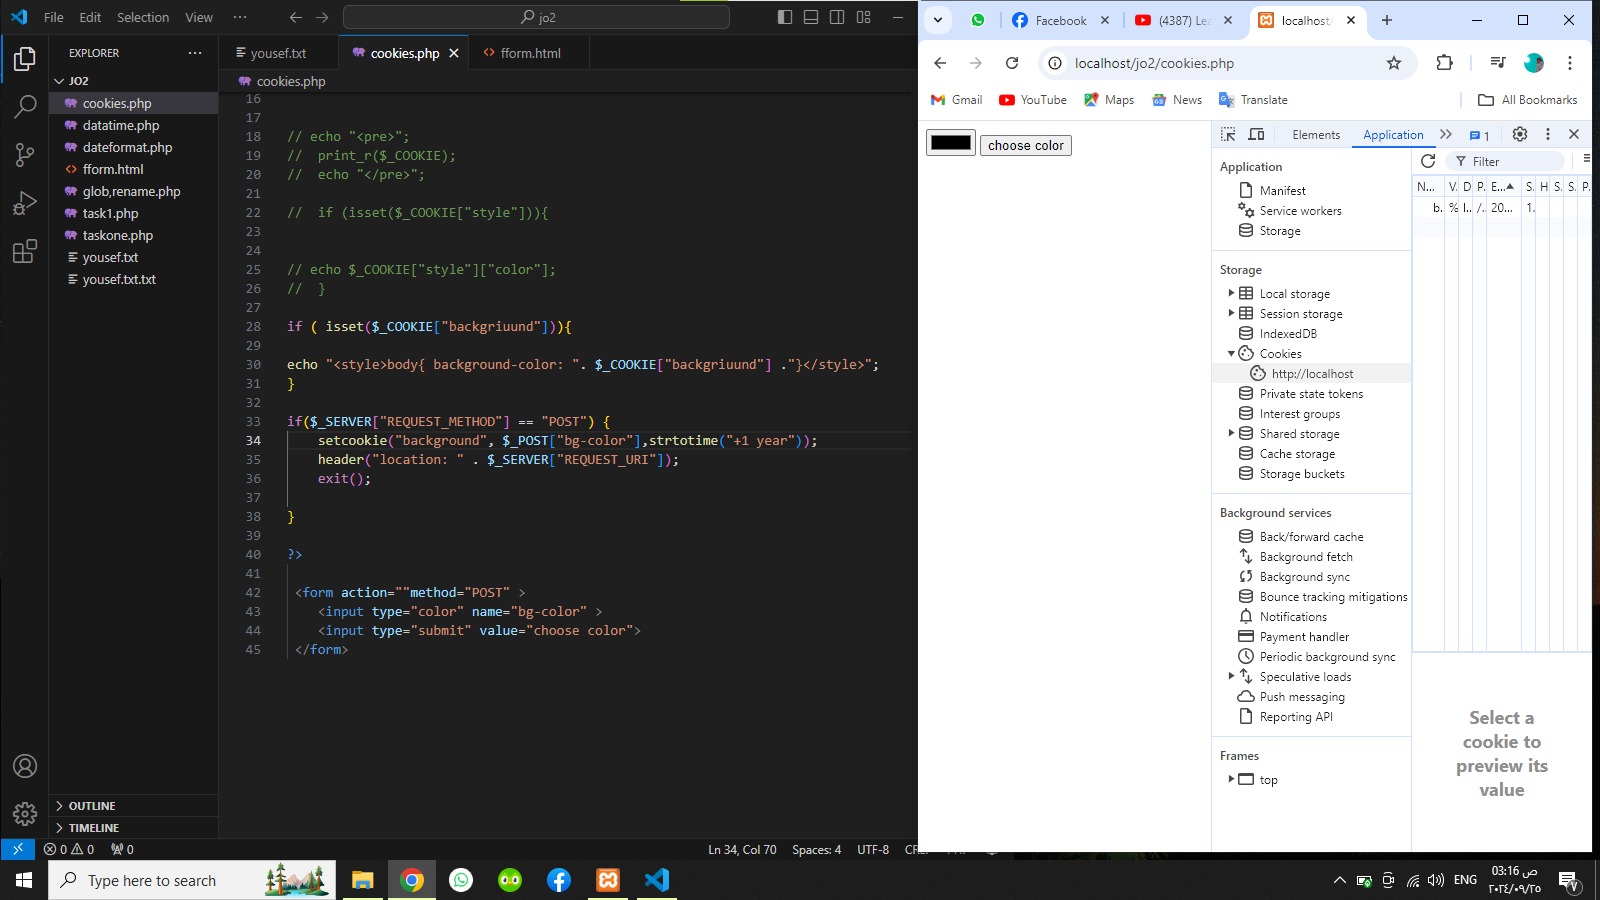 File Edit Selection View ··· jo2
EXPLORER ···
JO2
cookies.php
datatime.php
dateformat.php
fform.html
glob,rename.php
task1.php
taskone.php
yousef.txt
yousef.txt.txt
OUTLINE
TIMELINE
yousef.txt cookies.php fform.html
cookies.php
16
17
18 // echo "<pre>";
19 //  print_r($_COOKIE);
20 //  echo "</pre>";
21
22 //  if (isset($_COOKIE["style"])){
23
24
25 // echo $_COOKIE["style"]["color"];
26 //  }
27
28 if ( isset($_COOKIE["backgriuund"])){
29
30 echo "<style>body{ background-color: ". $_COOKIE["backgriuund"] ."}</style>";
31 }
32
33 if($_SERVER["REQUEST_METHOD"] == "POST") {
34     setcookie("background", $_POST["bg-color"],strtotime("+1 year"));
35     header("location: " . $_SERVER["REQUEST_URI"]);
36     exit();
37
38 }
39
40 ?>
41
42  <form action=""method="POST" >
43     <input type="color" name="bg-color" >
44     <input type="submit" value="choose color">
45  </form>
0 0 0
Ln 34, Col 70 Spaces: 4 UTF-8
Facebook (4387) Le localhost/
localhost/jo2/cookies.php
Gmail YouTube Maps News Translate All Bookmarks
choose color
Elements Application 1
Application
Manifest
Service workers
Storage
Storage
Local storage
Session storage
IndexedDB
Cookies
http://localhost
Private state tokens
Interest groups
Shared storage
Cache storage
Storage buckets
Background services
Back/forward cache
Background fetch
Background sync
Bounce tracking mitigations
Notifications
Payment handler
Periodic background sync
Speculative loads
Push messaging
Reporting API
Frames
top
Filter
N... V. D P. E... S. H S. S. P.
b. % l... /... 20... 1.
Select a
cookie to
preview its
value
Type here to search
ENG
03:16 ص
٢٠٢٤/٠٩/٢٥